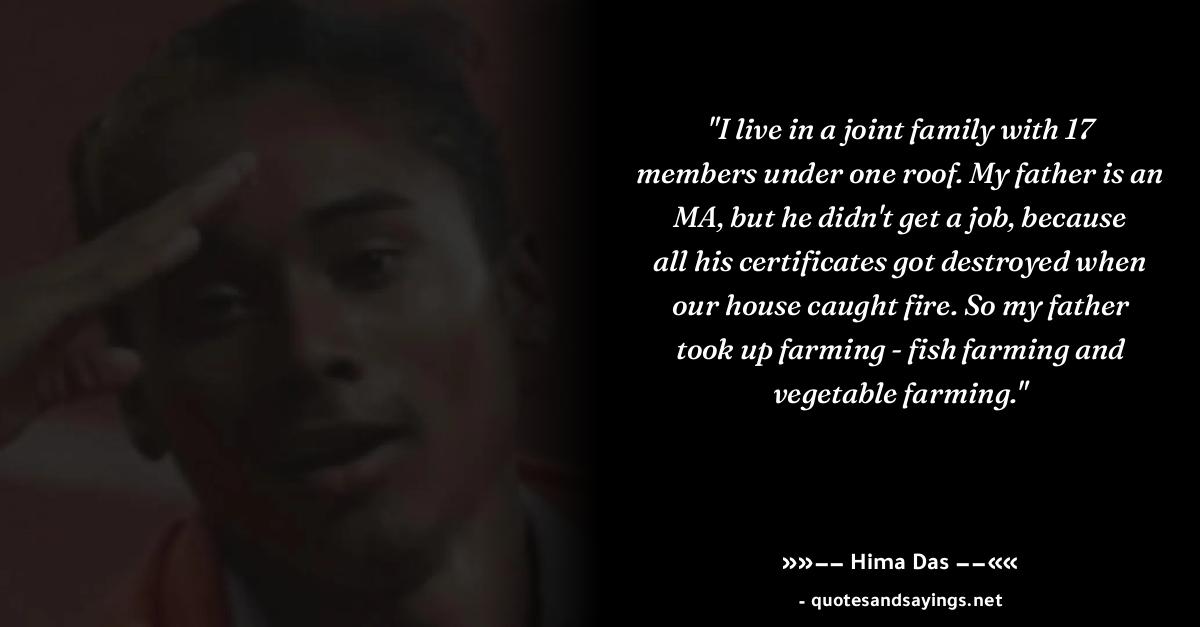 "I live in a joint family with 17
members under one roof. My father is an
MA, but he didn't get a job, because
all his certificates got destroyed when
our house caught fire. So my father
took up farming - fish farming and
vegetable farming."
»»−− Hima Das −−««
- quotesandsayings.net